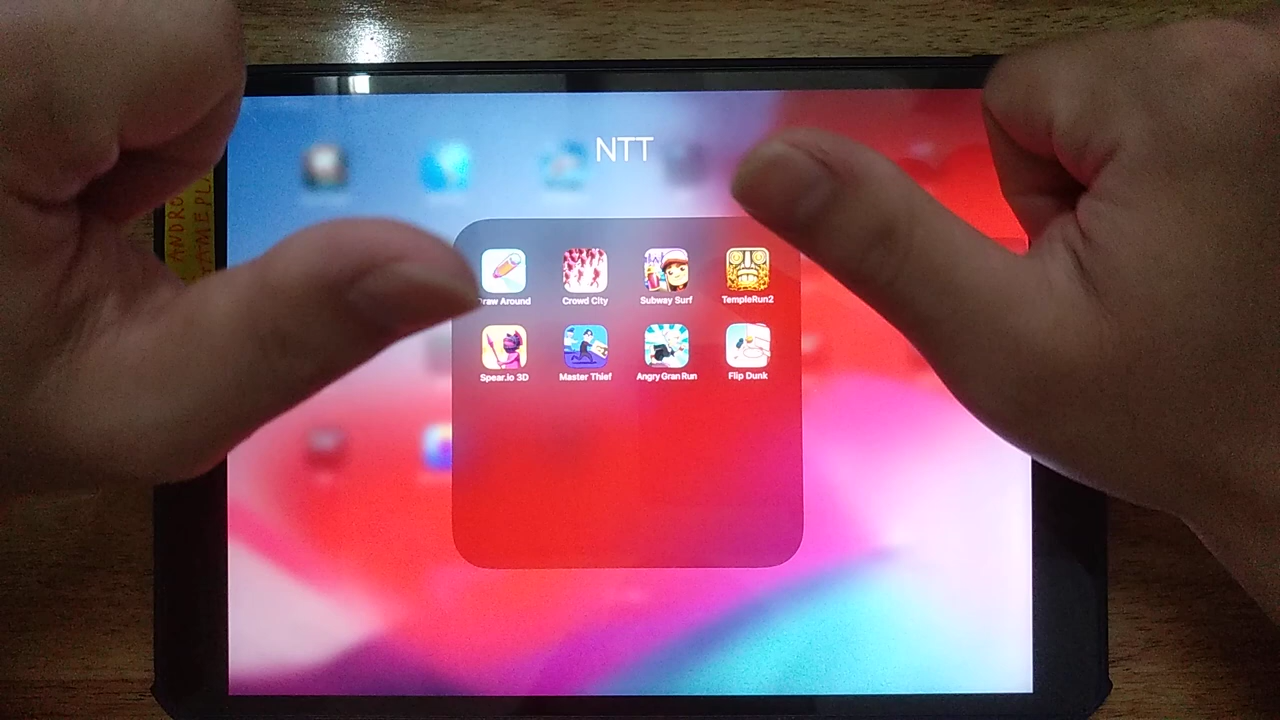 NTT
Draw Around
Crowd City
Subway Surf
TempleRun2
Spear.io 3D
Master Thief
Angry Gran Run
Flip Dunk